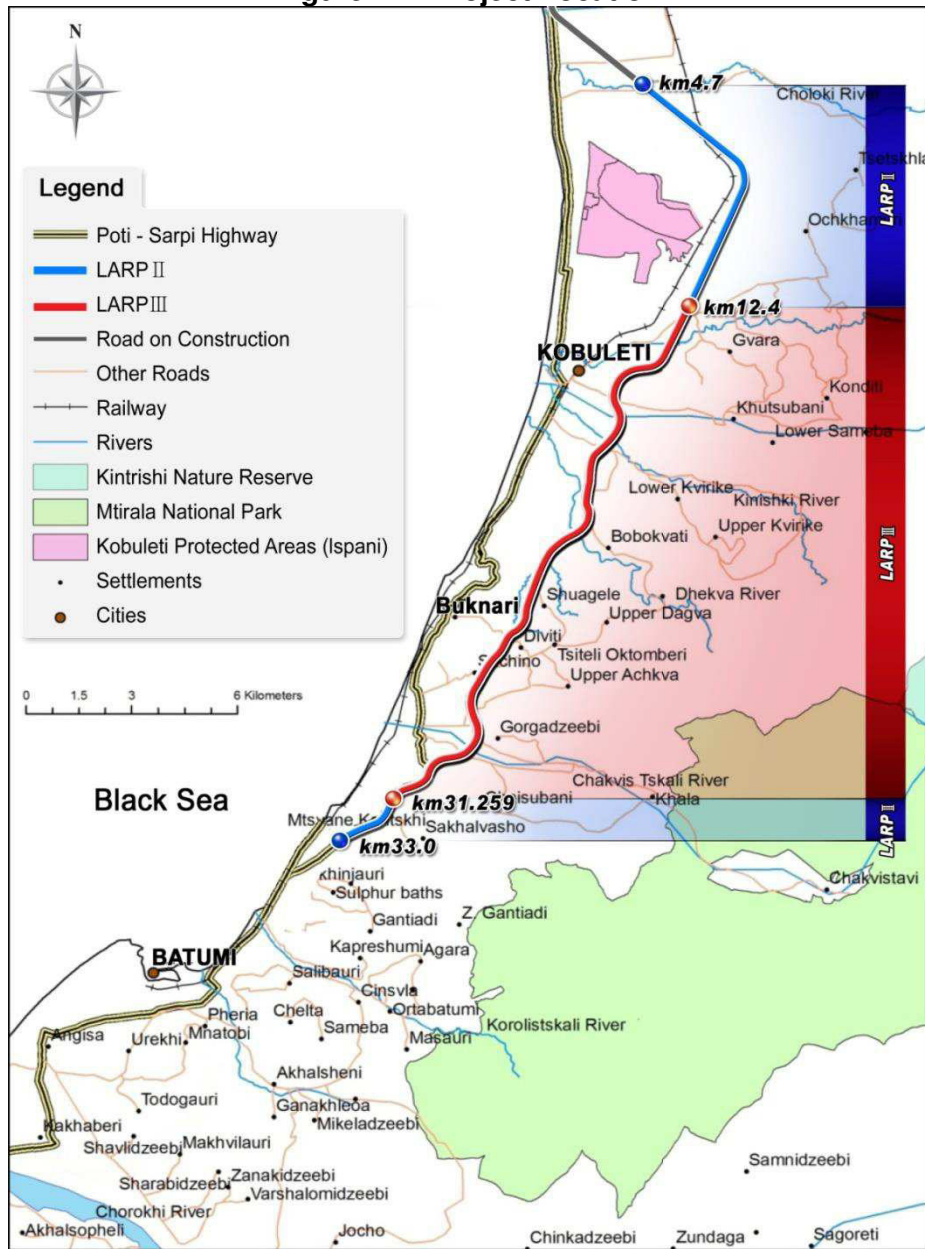 N
km4.7
Choloki River
LARP II
Legend
Poti - Sarpi Highway
LARP II
LARP III
Road on Construction
Other Roads
Railway
Rivers
Kintrishi Nature Reserve
Mtirala National Park
Kobuleti Protected Areas (Ispani)
Settlements
Cities
0 1.5 3 6 Kilometers
km12.4
KOBULETI
Gvara
Konditi
Khutsubani
Lower Sameba
Lower Kvirike
Kinishki River
Upper Kvirike
Bobokvati
LARP III
Dhekva River
Shuagele
Buknari
Upper Dagva
Dlviti
Tsiteli Oktomberi
Upper Achkva
Gorgadzeebi
Chakvis Tskali River
Khala
Black Sea
km31.259
Sakhalvasho
km33.0
LARP II
Chakvistavi
Sulphur baths
Gantiadi
Z. Gantiadi
Kapreshumi
Agara
BATUMI
Salibauri
Cinsvla
Ortabatumi
Chelta
Sameba
Korolistskali River
Masauri
Pheria
Mnatobi
Urekhi
Angisa
Akhalsheni
Todogauri
Mikeladzeebi
Kakhaberi
Shavlidzeebi
Makhvilauri
Samnidzeebi
Sharabidzeebi
Zanakidzeebi
Varshalomidzeebi
Chorokhi River
Akhalsopheli
Jocho
Chinkadzeebi
Zundaga
Sagoreti